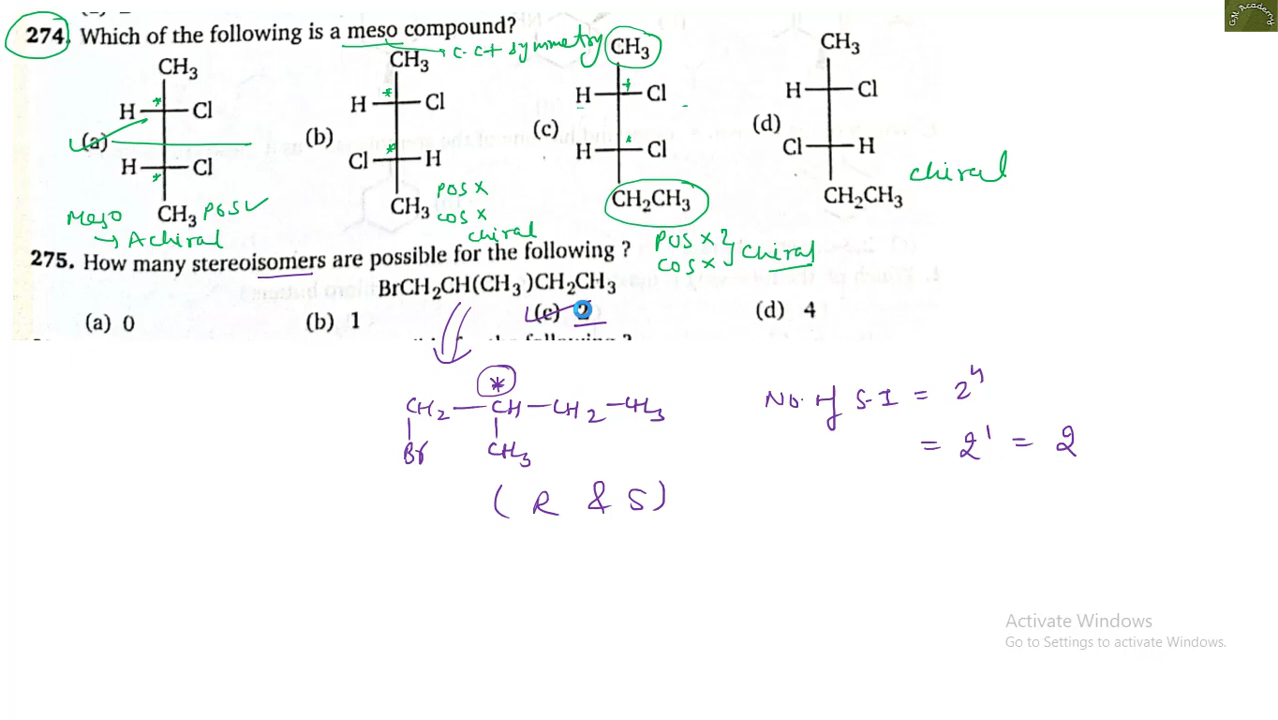 274. Which of the following is a meso compound?
c.c + symmetry
CH3 CH3 CH3 CH3
H Cl H Cl H Cl H Cl
(a) (b) (c) (d)
H Cl Cl H H Cl Cl H
CH3 CH3 CH2CH3 CH2CH3
POS ✓
Meso
→ Achiral
POS ×
COS ×
chiral
POS ×
COS ×
} chiral
chiral
275. How many stereoisomers are possible for the following ?
BrCH2CH(CH3)CH2CH3
(a) 0 (b) 1 (c) 2 (d) 4
*
CH2—CH—CH2—CH3
Br CH3
(R & S)
No. of S.I = 2^n
= 2^1 = 2
Activate Windows
Go to Settings to activate Windows.